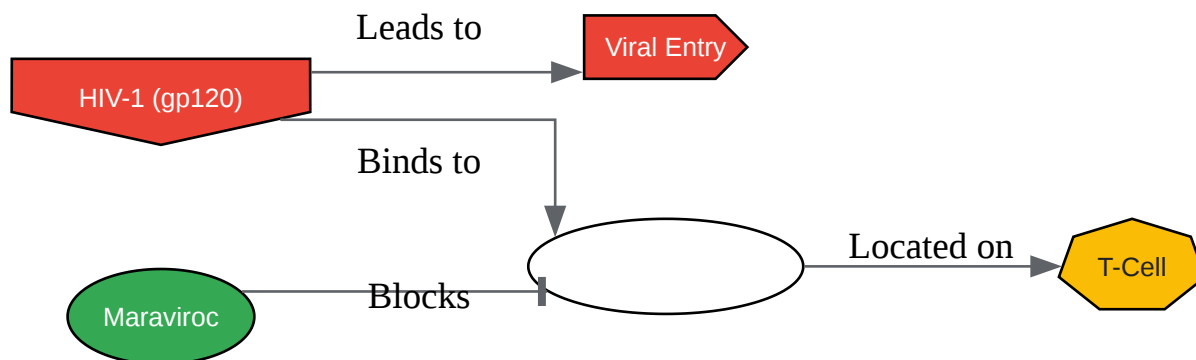 Leads to
Viral Entry
HIV-1 (gp120)
Binds to
Located on
T-Cell
Blocks
Maraviroc